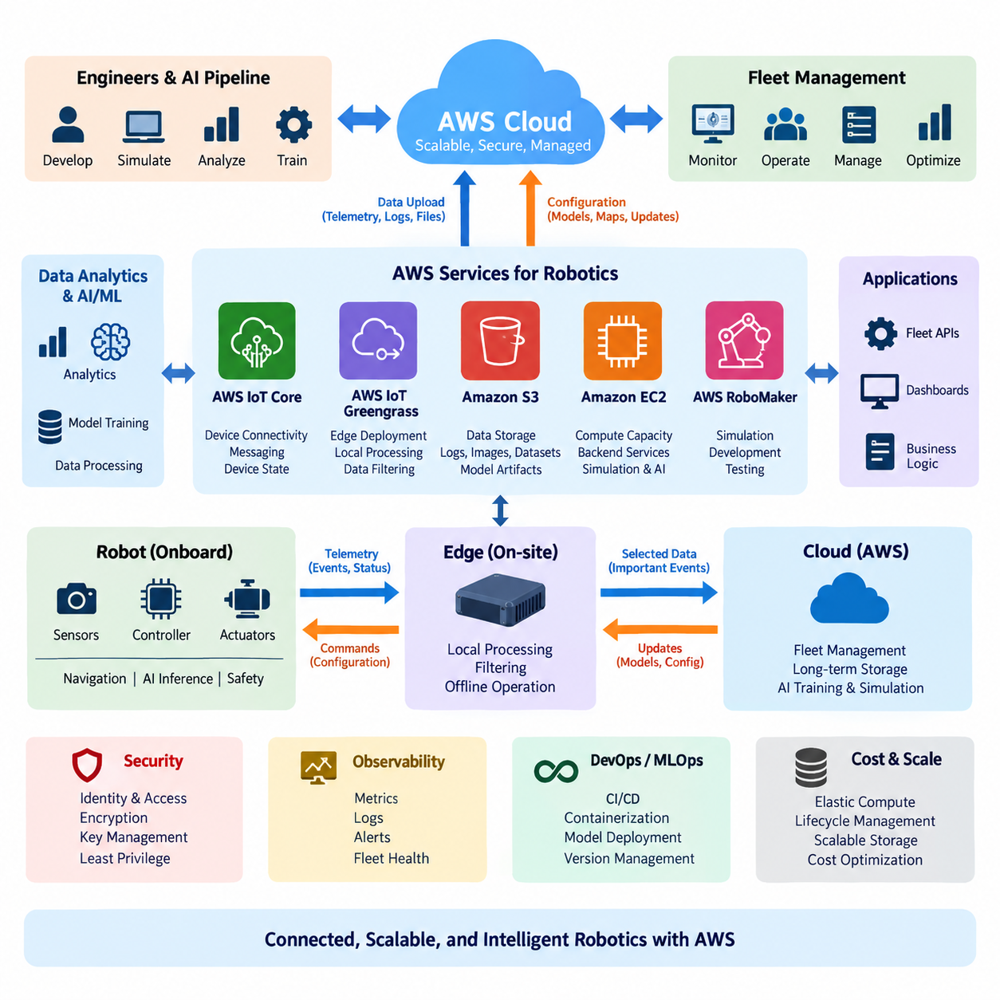 Engineers & AI Pipeline
Develop
Simulate
Analyze
Train
AWS Cloud
Scalable, Secure, Managed
Fleet Management
Monitor
Operate
Manage
Optimize
Data Upload
(Telemetry, Logs, Files)
Configuration
(Models, Maps, Updates)
Data Analytics
& AI/ML
Analytics
Model Training
Data Processing
AWS Services for Robotics
AWS IoT Core
Device Connectivity
Messaging
Device State
AWS IoT
Greengrass
Edge Deployment
Local Processing
Data Filtering
Amazon S3
Data Storage
Logs, Images, Datasets
Model Artifacts
Amazon EC2
Compute Capacity
Backend Services
Simulation & AI
AWS RoboMaker
Simulation
Development
Testing
Applications
Fleet APIs
Dashboards
Business
Logic
Robot (Onboard)
Sensors
Controller
Actuators
Navigation | AI Inference | Safety
Telemetry
(Events, Status)
Commands
(Configuration)
Edge (On-site)
Local Processing
Filtering
Offline Operation
Selected Data
(Important Events)
Updates
(Models, Config)
Cloud (AWS)
Fleet Management
Long-term Storage
AI Training & Simulation
Security
Identity & Access
Encryption
Key Management
Least Privilege
Observability
Metrics
Logs
Alerts
Fleet Health
DevOps / MLOps
CI/CD
Containerization
Model Deployment
Version Management
Cost & Scale
Elastic Compute
Lifecycle Management
Scalable Storage
Cost Optimization
Connected, Scalable, and Intelligent Robotics with AWS